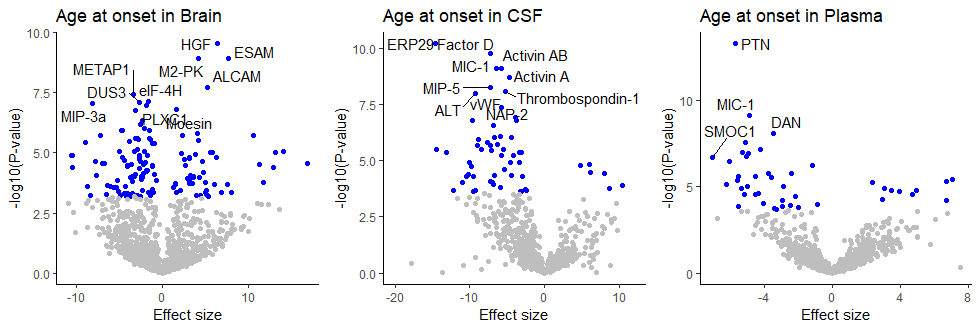 Age at onset in Brain
-log10(P-value)
10.0
7.5
5.0
2.5
0.0
HGF
ESAM
M2-PK
METAP1
ALCAM
eIF-4H
DUS3
MIP-3a
PLXC1
Moesin
-10
0
10
Effect size
Age at onset in CSF
-log10(P-value)
10.0
7.5
5.0
2.5
0.0
ERP29
Factor D
Activin AB
MIC-1
Activin A
MIP-5
Thrombospondin-1
vWF
ALT
NAP-2
-20
-10
0
10
Effect size
Age at onset in Plasma
-log10(P-value)
10
5
0
PTN
MIC-1
DAN
SMOC1
-4
0
4
8
Effect size